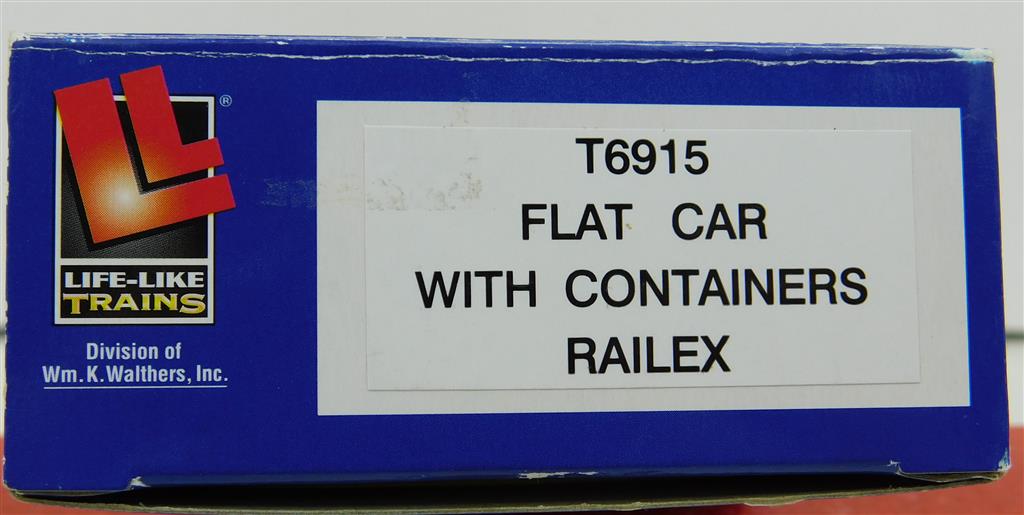 ®
LIFE-LIKE
TRAINS
Division of
Wm. K. Walthers, Inc.
T6915
FLAT CAR
WITH CONTAINERS
RAILEX